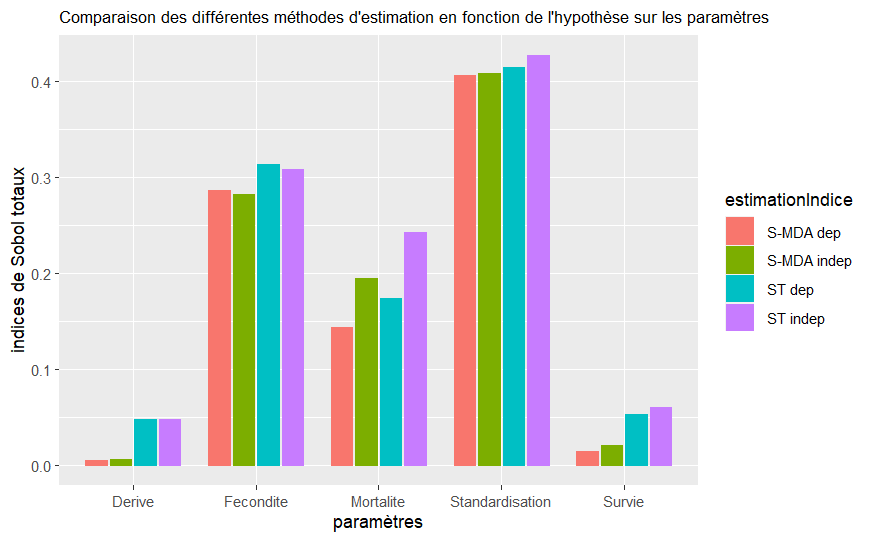 Comparaison des différentes méthodes d'estimation en fonction de l'hypothèse sur les paramètres
indices de Sobol totaux
0.4
0.3
0.2
0.1
0.0
Derive
Fecondite
Mortalite
Standardisation
Survie
paramètres
estimationIndice
S-MDA dep
S-MDA indep
ST dep
ST indep